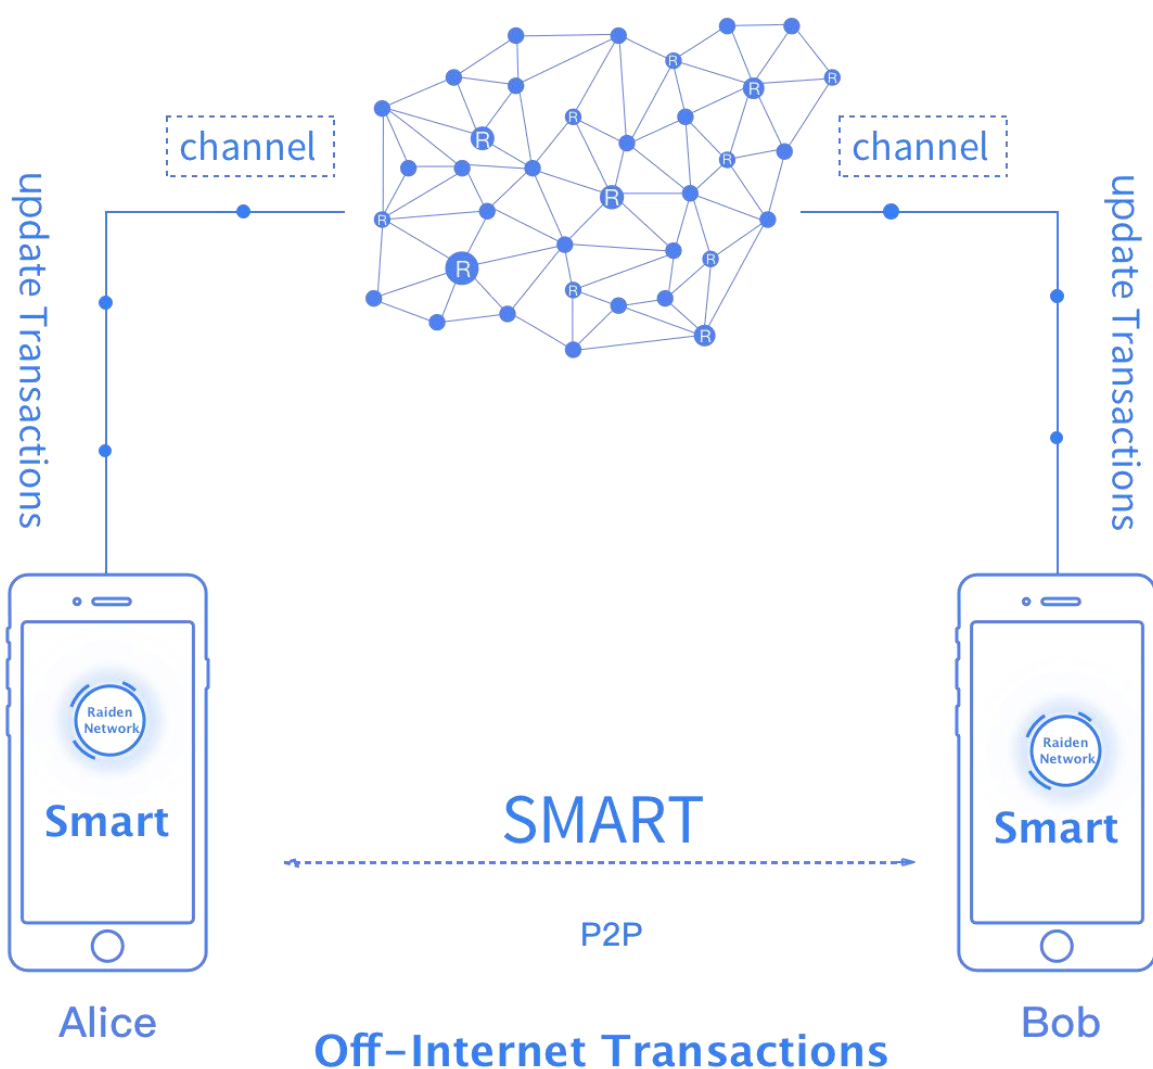 R
R
R
R
R
channel
R
channel
R
R
R
R
R
R
R
update Transactions
update Transactions
Raiden
Network
Smart
Raiden
Network
Smart
SMART
P2P
Alice
Bob
Off-Internet Transactions